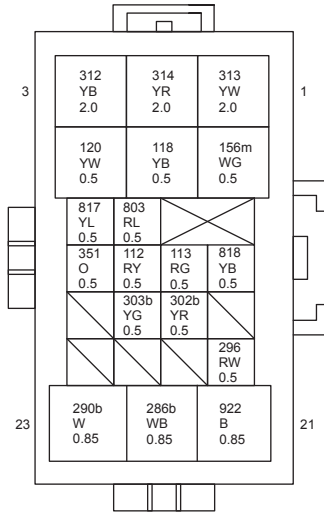 3
312
YB
2.0
314
YR
2.0
313
YW
2.0
1
120
YW
0.5
118
YB
0.5
156m
WG
0.5
817
YL
0.5
803
RL
0.5
351
O
0.5
112
RY
0.5
113
RG
0.5
818
YB
0.5
303b
YG
0.5
302b
YR
0.5
296
RW
0.5
23
290b
W
0.85
286b
WB
0.85
922
B
0.85
21